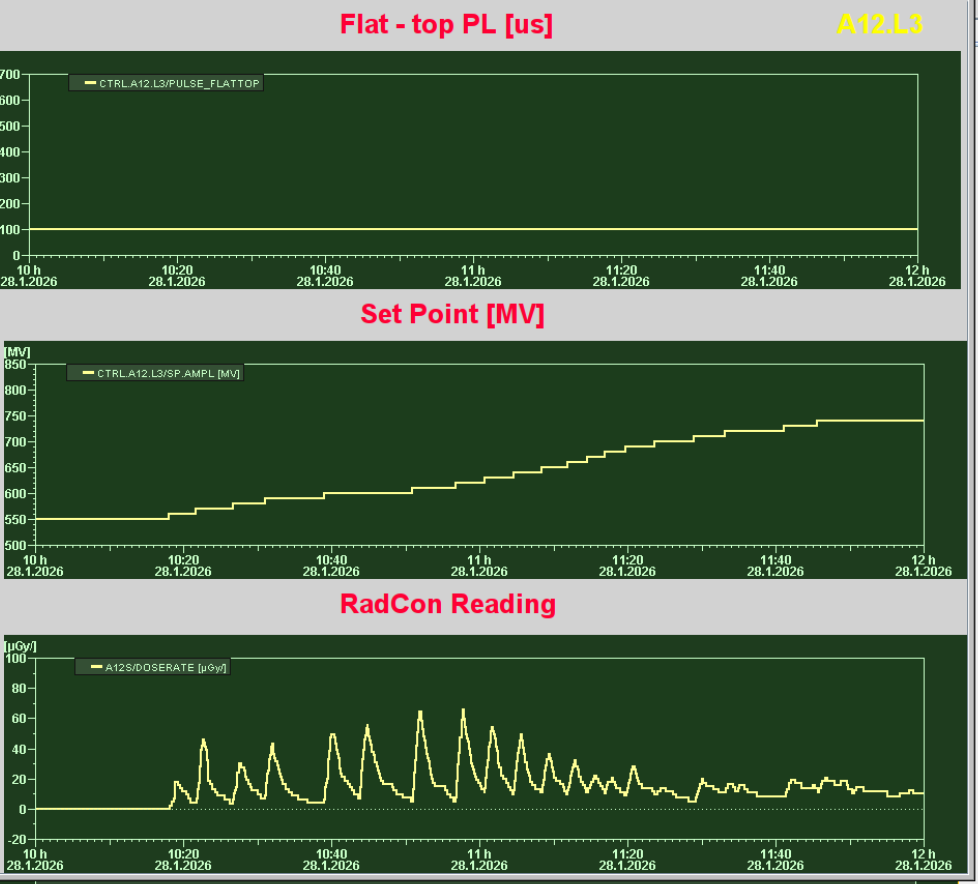 Flat - top PL [us]
A12.L3
CTRL.A12.L3/PULSE_FLATTOP
700
600
500
400
300
200
100
0
10 h 10:20 10:40 11 h 11:20 11:40 12 h
28.1.2026 28.1.2026 28.1.2026 28.1.2026 28.1.2026 28.1.2026 28.1.2026
Set Point [MV]
[MV]
CTRL.A12.L3/SP.AMPL [MV]
850
800
750
700
650
600
550
500
10 h 10:20 10:40 11 h 11:20 11:40 12 h
28.1.2026 28.1.2026 28.1.2026 28.1.2026 28.1.2026 28.1.2026 28.1.2026
RadCon Reading
[µGy/]
A12S/DOSERATE [µGy/]
100
80
60
40
20
0
-20
10 h 10:20 10:40 11 h 11:20 11:40 12 h
28.1.2026 28.1.2026 28.1.2026 28.1.2026 28.1.2026 28.1.2026 28.1.2026